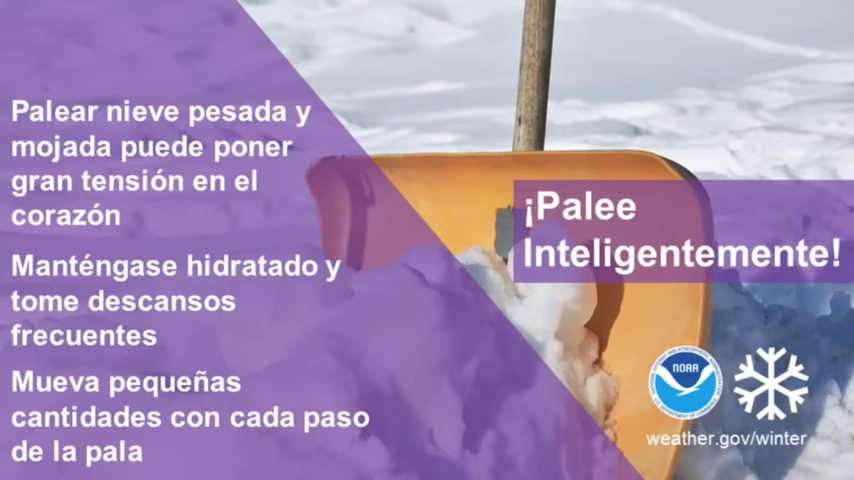 Palear nieve pesada y
mojada puede poner
gran tensión en el
corazón
Manténgase hidratado y
tome descansos
frecuentes
Mueva pequeñas
cantidades con cada paso
de la pala
¡Palee
Inteligentemente!
NOAA
weather.gov/winter